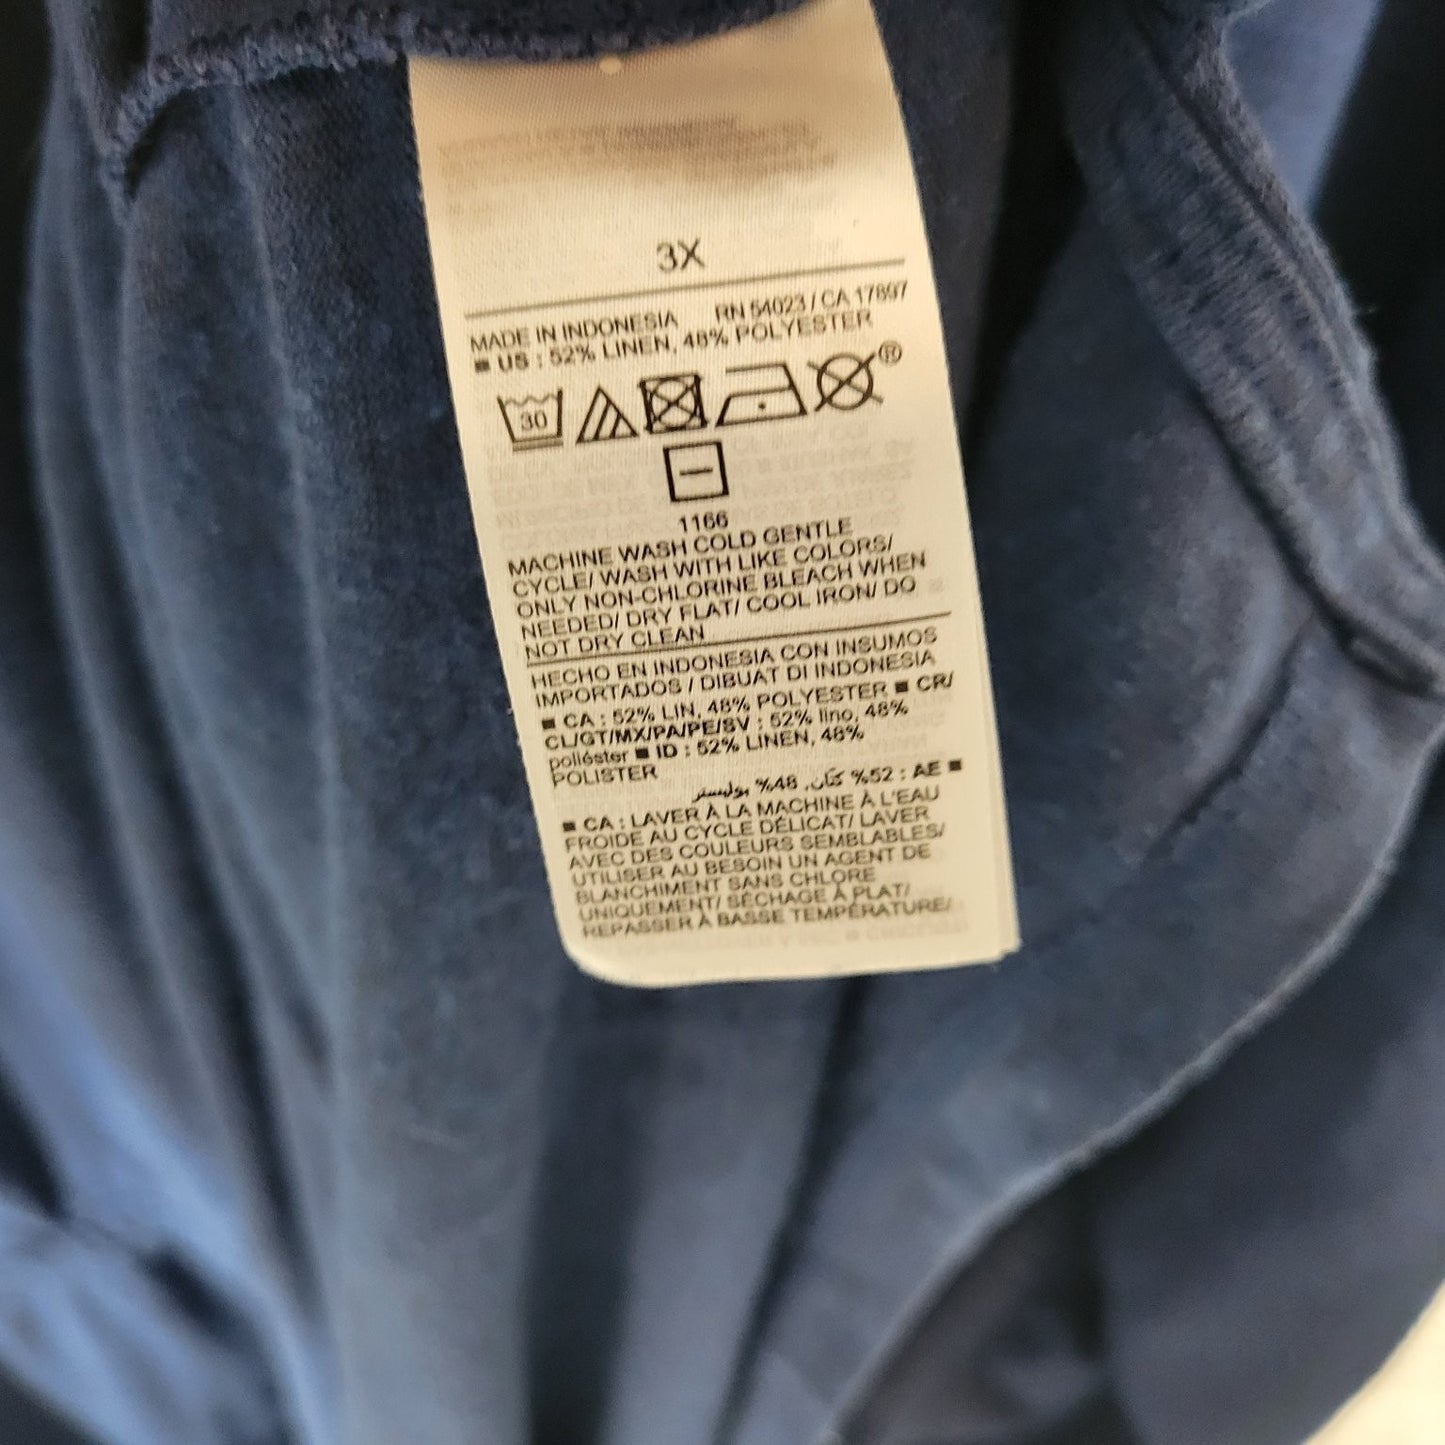 3X
MADE IN INDONESIA RN 54023 / CA 17897
■ US : 52% LINEN, 48% POLYESTER
30
®
1166
MACHINE WASH COLD GENTLE
CYCLE/ WASH WITH LIKE COLORS/
ONLY NON-CHLORINE BLEACH WHEN
NEEDED/ DRY FLAT/ COOL IRON/ DO
NOT DRY CLEAN
HECHO EN INDONESIA CON INSUMOS
IMPORTADOS / DIBUAT DI INDONESIA
■ CA : 52% LIN, 48% POLYESTER ■ CR/
CL/GT/MX/PA/PE/SV : 52% lino, 48%
poliéster ■ ID : 52% LINEN, 48%
POLISTER
■ AE : 52% كتان, 48% بوليستر
■ CA : LAVER À LA MACHINE À L'EAU
FROIDE AU CYCLE DÉLICAT/ LAVER
AVEC DES COULEURS SEMBLABLES/
UTILISER AU BESOIN UN AGENT DE
BLANCHIMENT SANS CHLORE
UNIQUEMENT/ SÉCHAGE À PLAT/
REPASSER À BASSE TEMPÉRATURE/